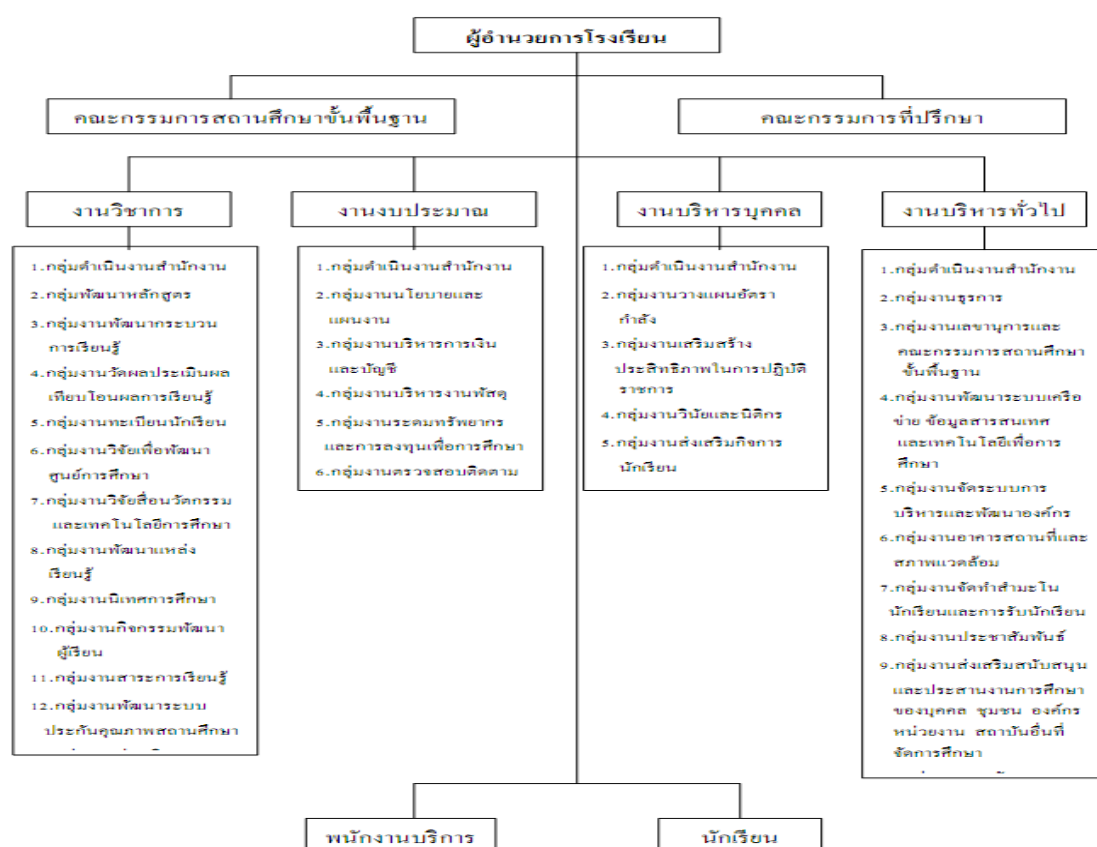 ผู้อำนวยการโรงเรียน
คณะกรรมการสถานศึกษาขั้นพื้นฐาน
คณะกรรมการที่ปรึกษา
งานวิชาการ
งานงบประมาณ
งานบริหารบุคคล
งานบริหารทั่วไป
1.กลุ่มดำเนินงานสำนักงาน
2.กลุ่มพัฒนาหลักสูตร
3.กลุ่มงานพัฒนากระบวน
การเรียนรู้
4.กลุ่มงานวัดผลประเมินผล
เทียบโอนผลการเรียนรู้
5.กลุ่มงานทะเบียนนักเรียน
6.กลุ่มงานวิจัยเพื่อพัฒนา
ศูนย์การศึกษา
7.กลุ่มงานวิจัยสื่อนวัตกรรม
และเทคโนโลยีการศึกษา
8.กลุ่มงานพัฒนาแหล่ง
เรียนรู้
9.กลุ่มงานนิเทศการศึกษา
10.กลุ่มงานกิจกรรมพัฒนา
ผู้เรียน
11.กลุ่มงานสาระการเรียนรู้
12.กลุ่มงานพัฒนาระบบ
ประกันคุณภาพสถานศึกษา
1.กลุ่มดำเนินงานสำนักงาน
2.กลุ่มงานนโยบายและ
แผนงาน
3.กลุ่มงานบริหารการเงิน
และบัญชี
4.กลุ่มงานบริหารงานพัสดุ
5.กลุ่มงานระดมทรัพยากร
และการลงทุนเพื่อการศึกษา
6.กลุ่มงานตรวจสอบติดตาม
1.กลุ่มดำเนินงานสำนักงาน
2.กลุ่มงานวางแผนอัตรา
กำลัง
3.กลุ่มงานเสริมสร้าง
ประสิทธิภาพในการปฏิบัติ
ราชการ
4.กลุ่มงานวินัยและนิติกร
5.กลุ่มงานส่งเสริมกิจการ
นักเรียน
1.กลุ่มดำเนินงานสำนักงาน
2.กลุ่มงานธุรการ
3.กลุ่มงานเลขานุการและ
คณะกรรมการสถานศึกษา
ขั้นพื้นฐาน
4.กลุ่มงานพัฒนาระบบเครือ
ข่าย ข้อมูลสารสนเทศ
และเทคโนโลยีเพื่อการ
ศึกษา
5.กลุ่มงานจัดระบบการ
บริหารและพัฒนาองค์กร
6.กลุ่มงานอาคารสถานที่และ
สภาพแวดล้อม
7.กลุ่มงานจัดทำสำมะโน
นักเรียนและการรับนักเรียน
8.กลุ่มงานประชาสัมพันธ์
9.กลุ่มงานส่งเสริมสนับสนุน
และประสานงานการศึกษา
ของบุคคล ชุมชน องค์กร
หน่วยงาน สถาบันอื่นที่
จัดการศึกษา
พนักงานบริการ
นักเรียน